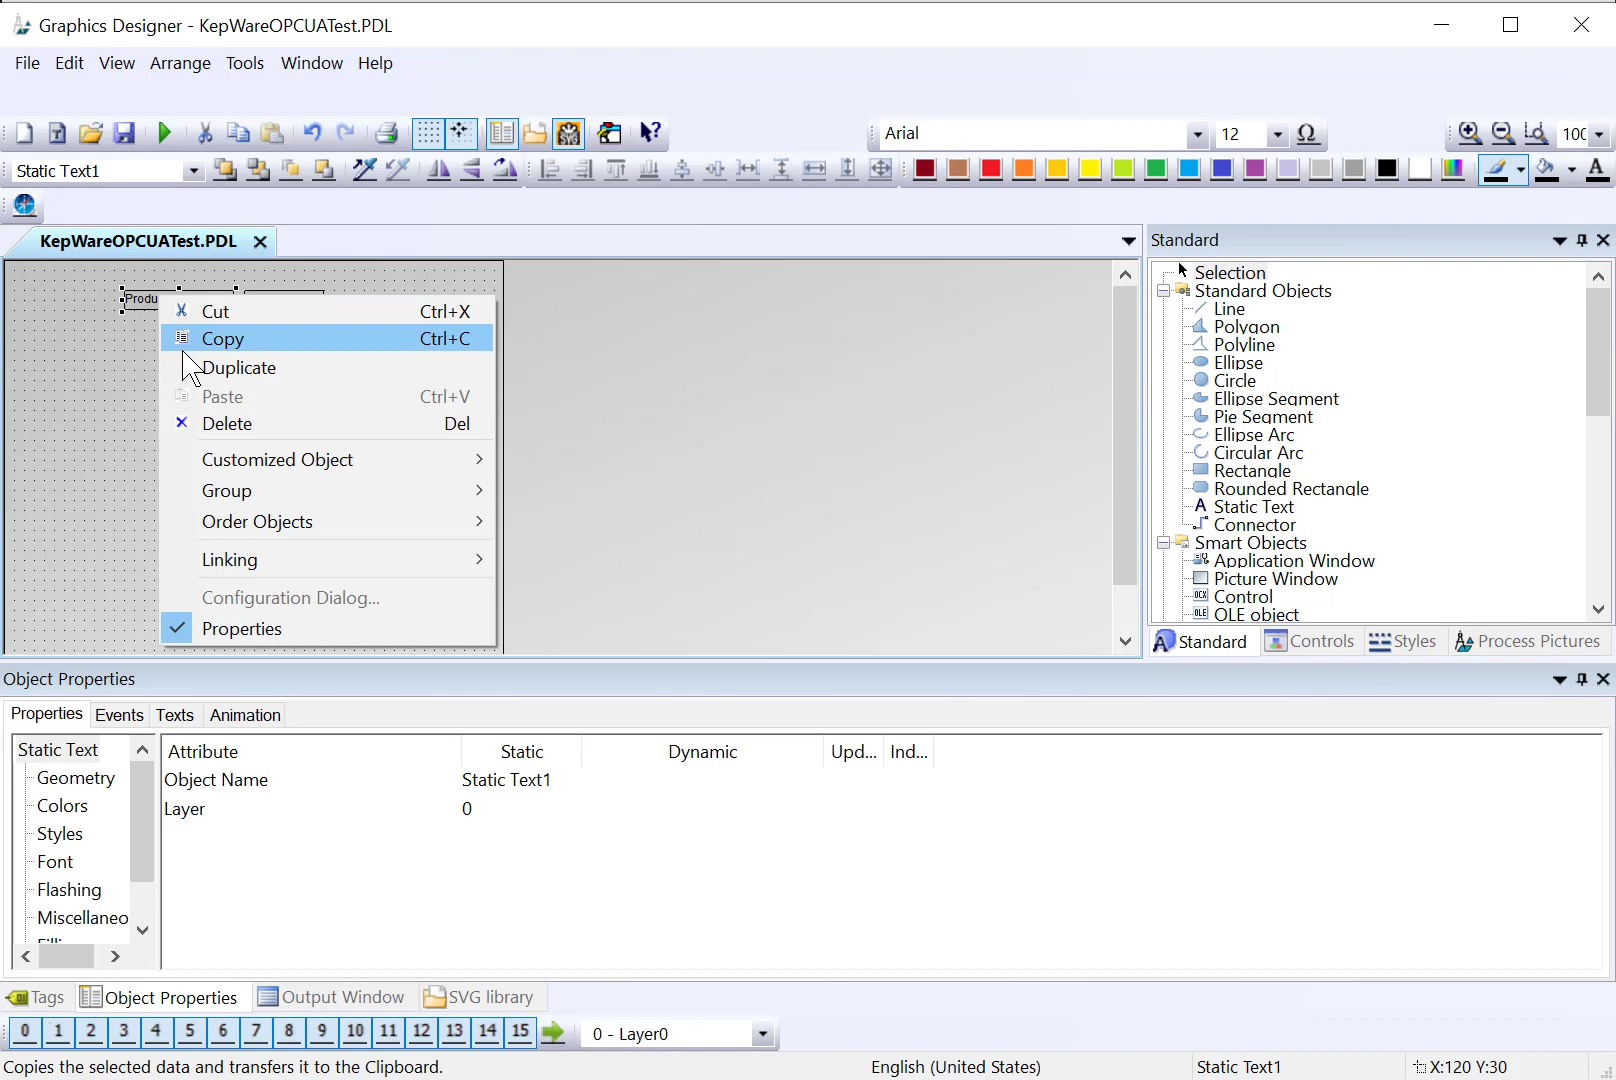 Graphics Designer - KepWareOPCUATest.PDL
File Edit View Arrange Tools Window Help
Arial 12 Ω
Static Text1 A
KepWareOPCUATest.PDL
Produ
Cut Ctrl+X
Copy Ctrl+C
Duplicate
Paste Ctrl+V
Delete Del
Customized Object
Group
Order Objects
Linking
Configuration Dialog...
Properties
Standard
Selection
Standard Objects
Line
Polygon
Polyline
Ellipse
Circle
Ellipse Segment
Pie Segment
Ellipse Arc
Circular Arc
Rectangle
Rounded Rectangle
A Static Text
Connector
Smart Objects
Application Window
Picture Window
OCX Control
OLE OLE object
Standard Controls Styles Process Pictures
Object Properties
Properties Events Texts Animation
Static Text
Geometry
Colors
Styles
Font
Flashing
Miscellaneo
Attribute Static Dynamic Upd... Ind...
Object Name Static Text1
Layer 0
Tags Object Properties Output Window SVG library
0 1 2 3 4 5 6 7 8 9 10 11 12 13 14 15 0 - Layer0
Copies the selected data and transfers it to the Clipboard. English (United States) Static Text1 X:120 Y:30